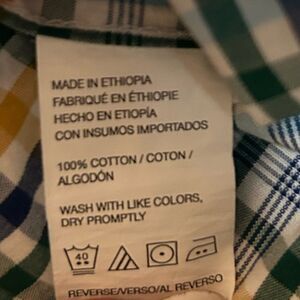 MADE IN ETHIOPIA
FABRIQUÉ EN ÉTHIOPIE
HECHO EN ETIOPÍA
CON INSUMOS IMPORTADOS
100% COTTON / COTON /
ALGODÓN
WASH WITH LIKE COLORS,
DRY PROMPTLY
40
REVERSE/VERSO/AL REVERSO